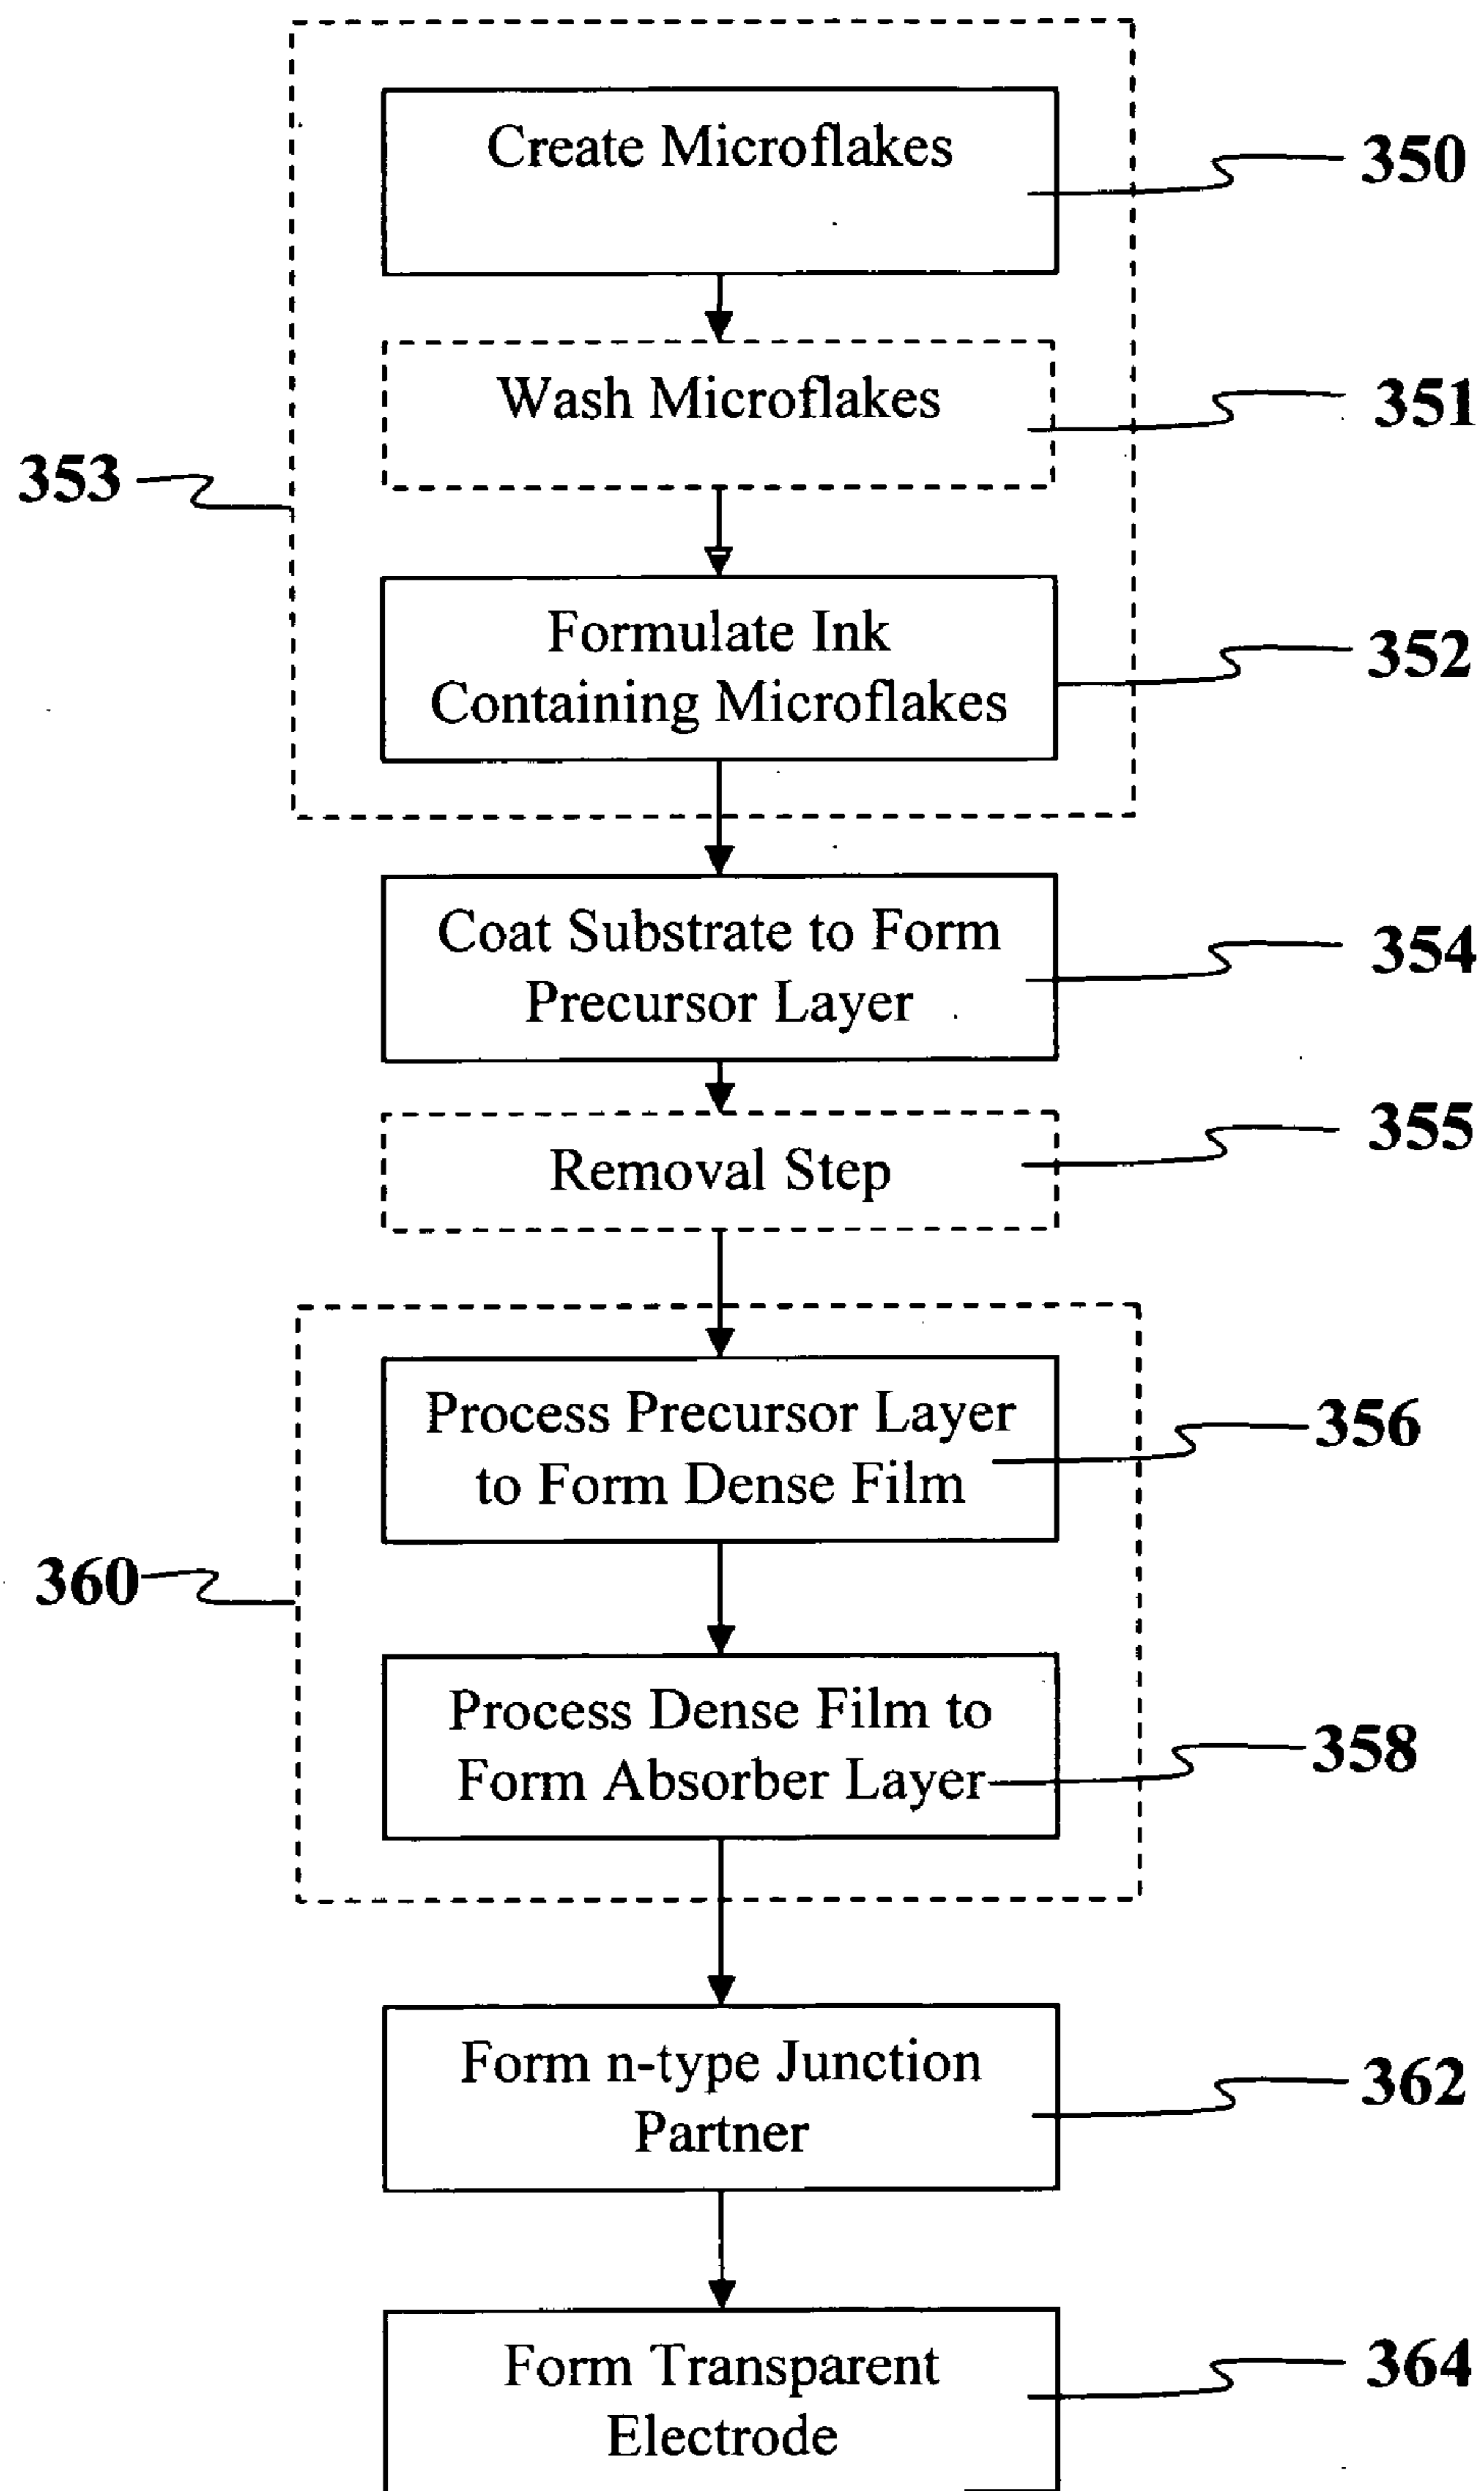 Create Microflakes
350
Wash Microflakes
351
353
Formulate Ink
Containing Microflakes
352
Coat Substrate to Form
Precursor Layer
354
Removal Step
355
Process Precursor Layer
to Form Dense Film
356
360
Process Dense Film to
Form Absorber Layer
358
Form n-type Junction
Partner
362
Form Transparent
Electrode
364